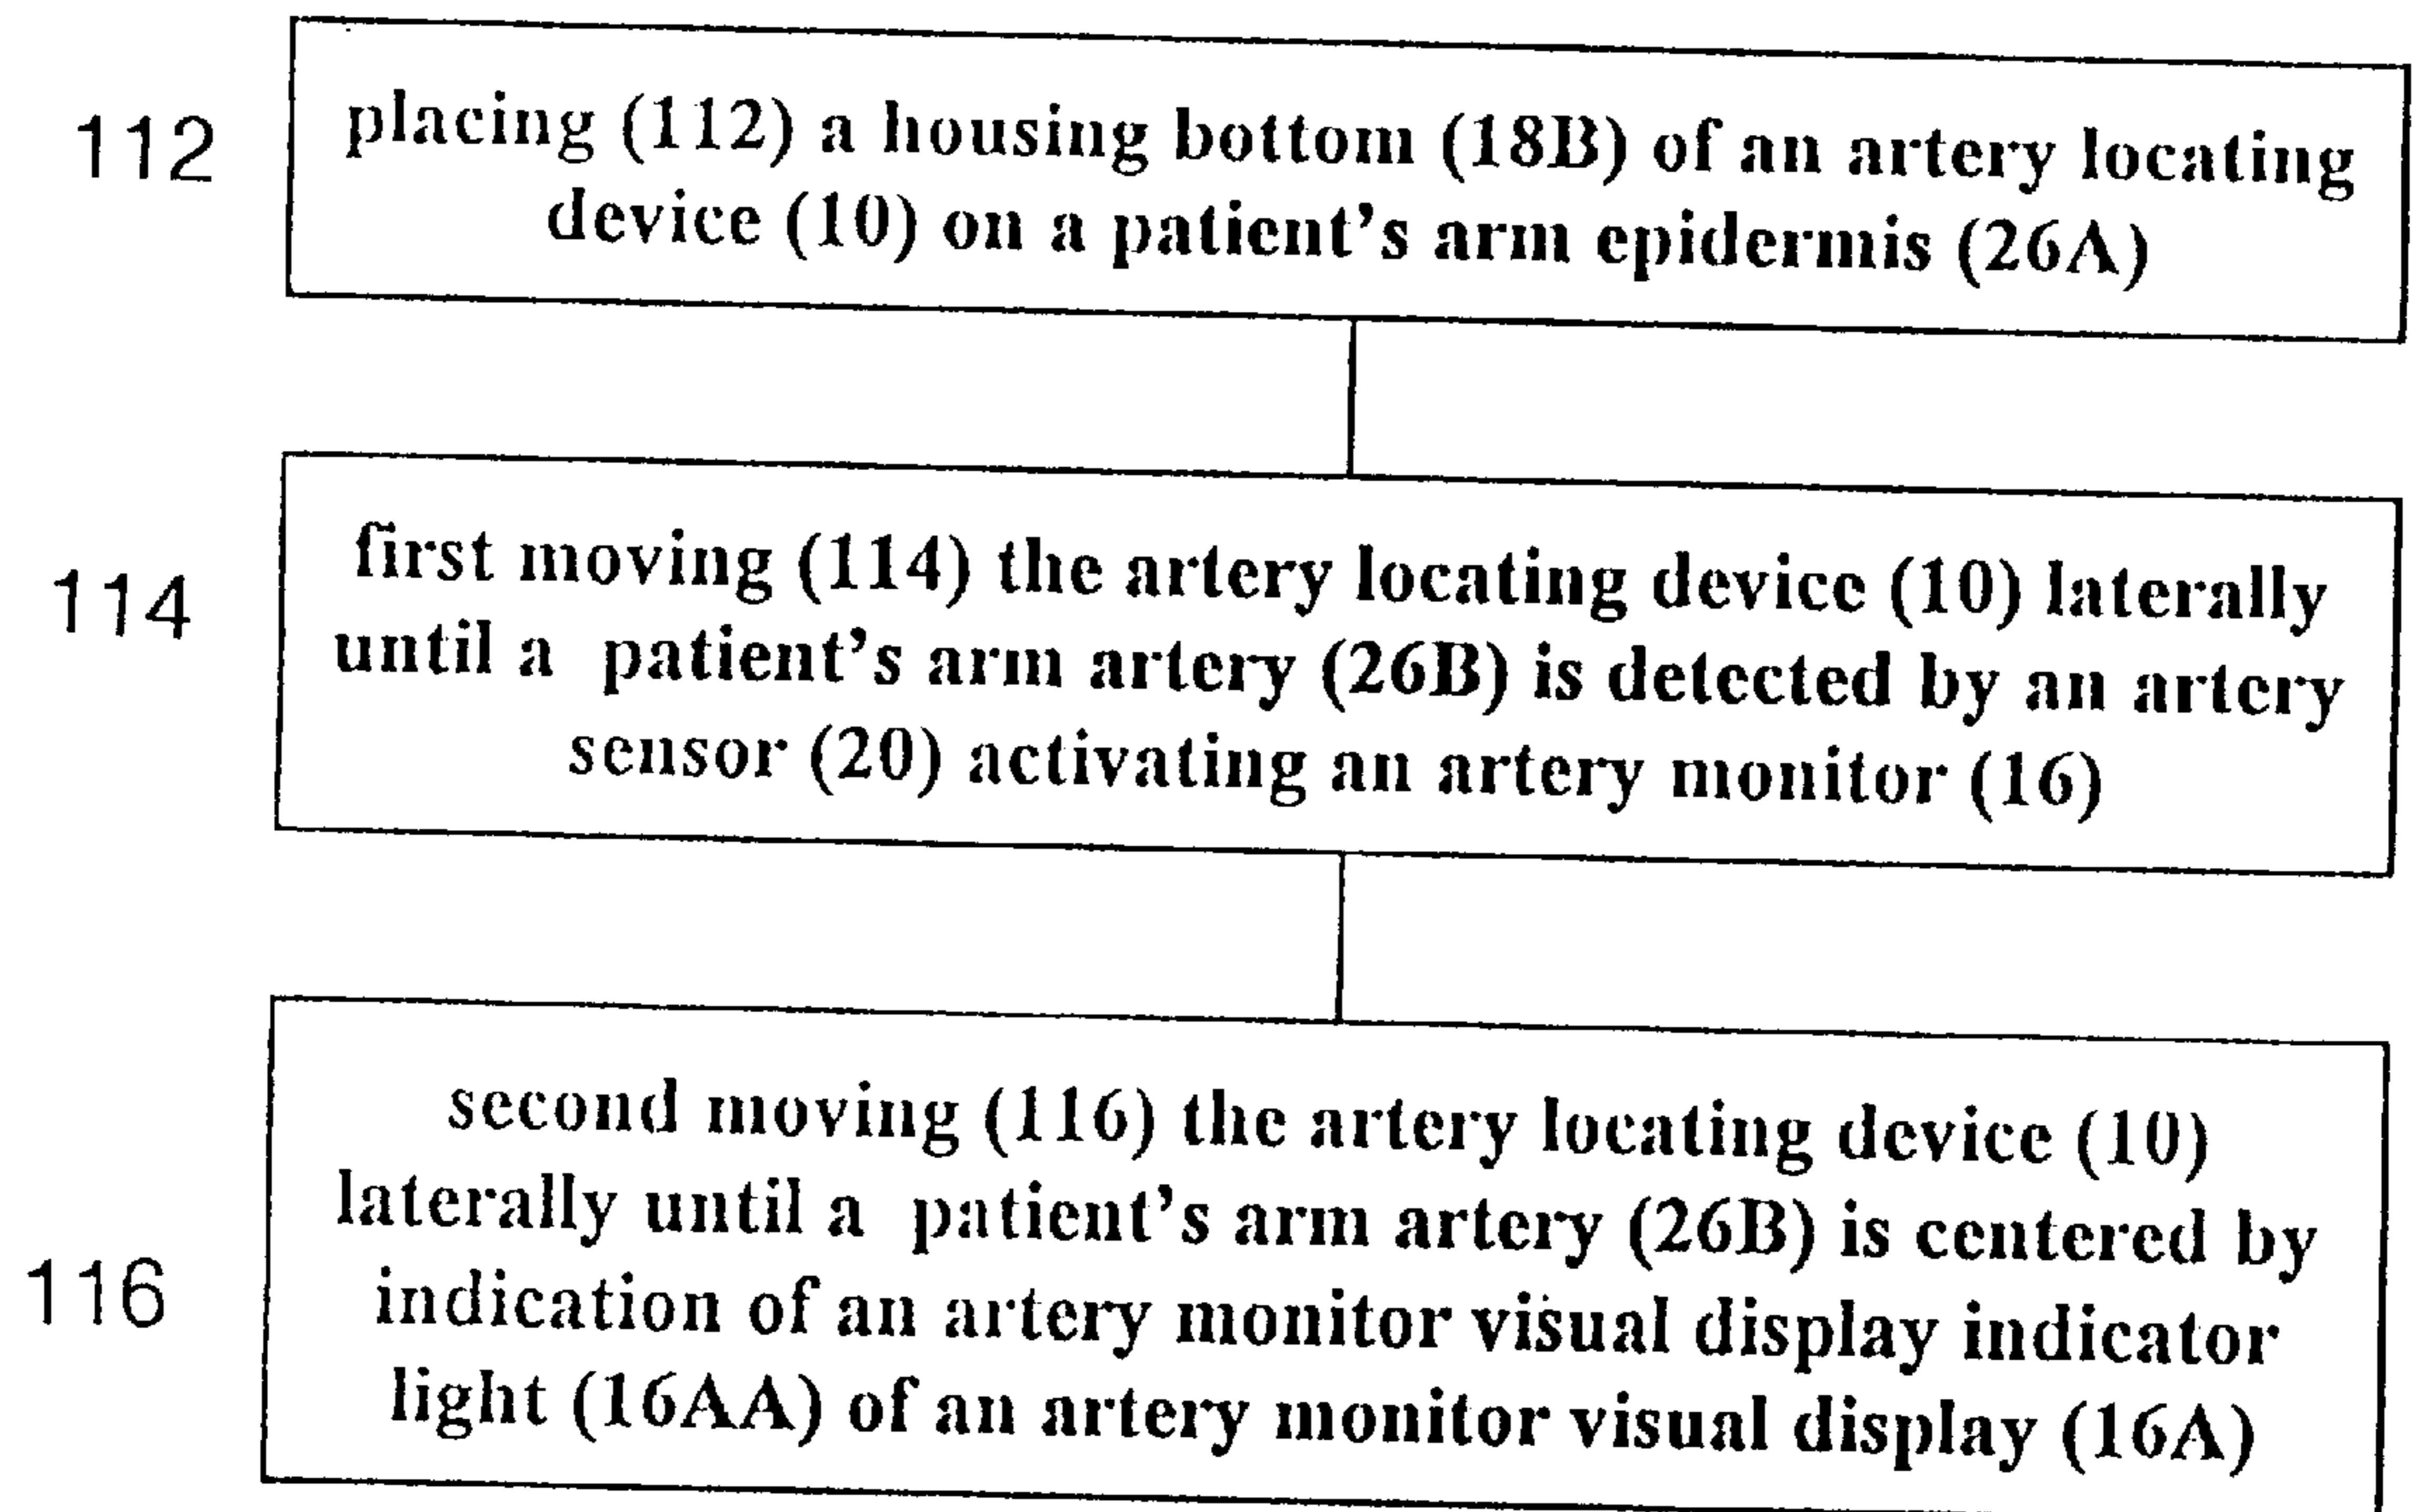 112
placing (112) a housing bottom (18B) of an artery locating
device (10) on a patient's arm epidermis (26A)
114
first moving (114) the artery locating device (10) laterally
until a patient's arm artery (26B) is detected by an artery
sensor (20) activating an artery monitor (16)
116
second moving (116) the artery locating device (10)
laterally until a patient's arm artery (26B) is centered by
indication of an artery monitor visual display indicator
light (16AA) of an artery monitor visual display (16A)